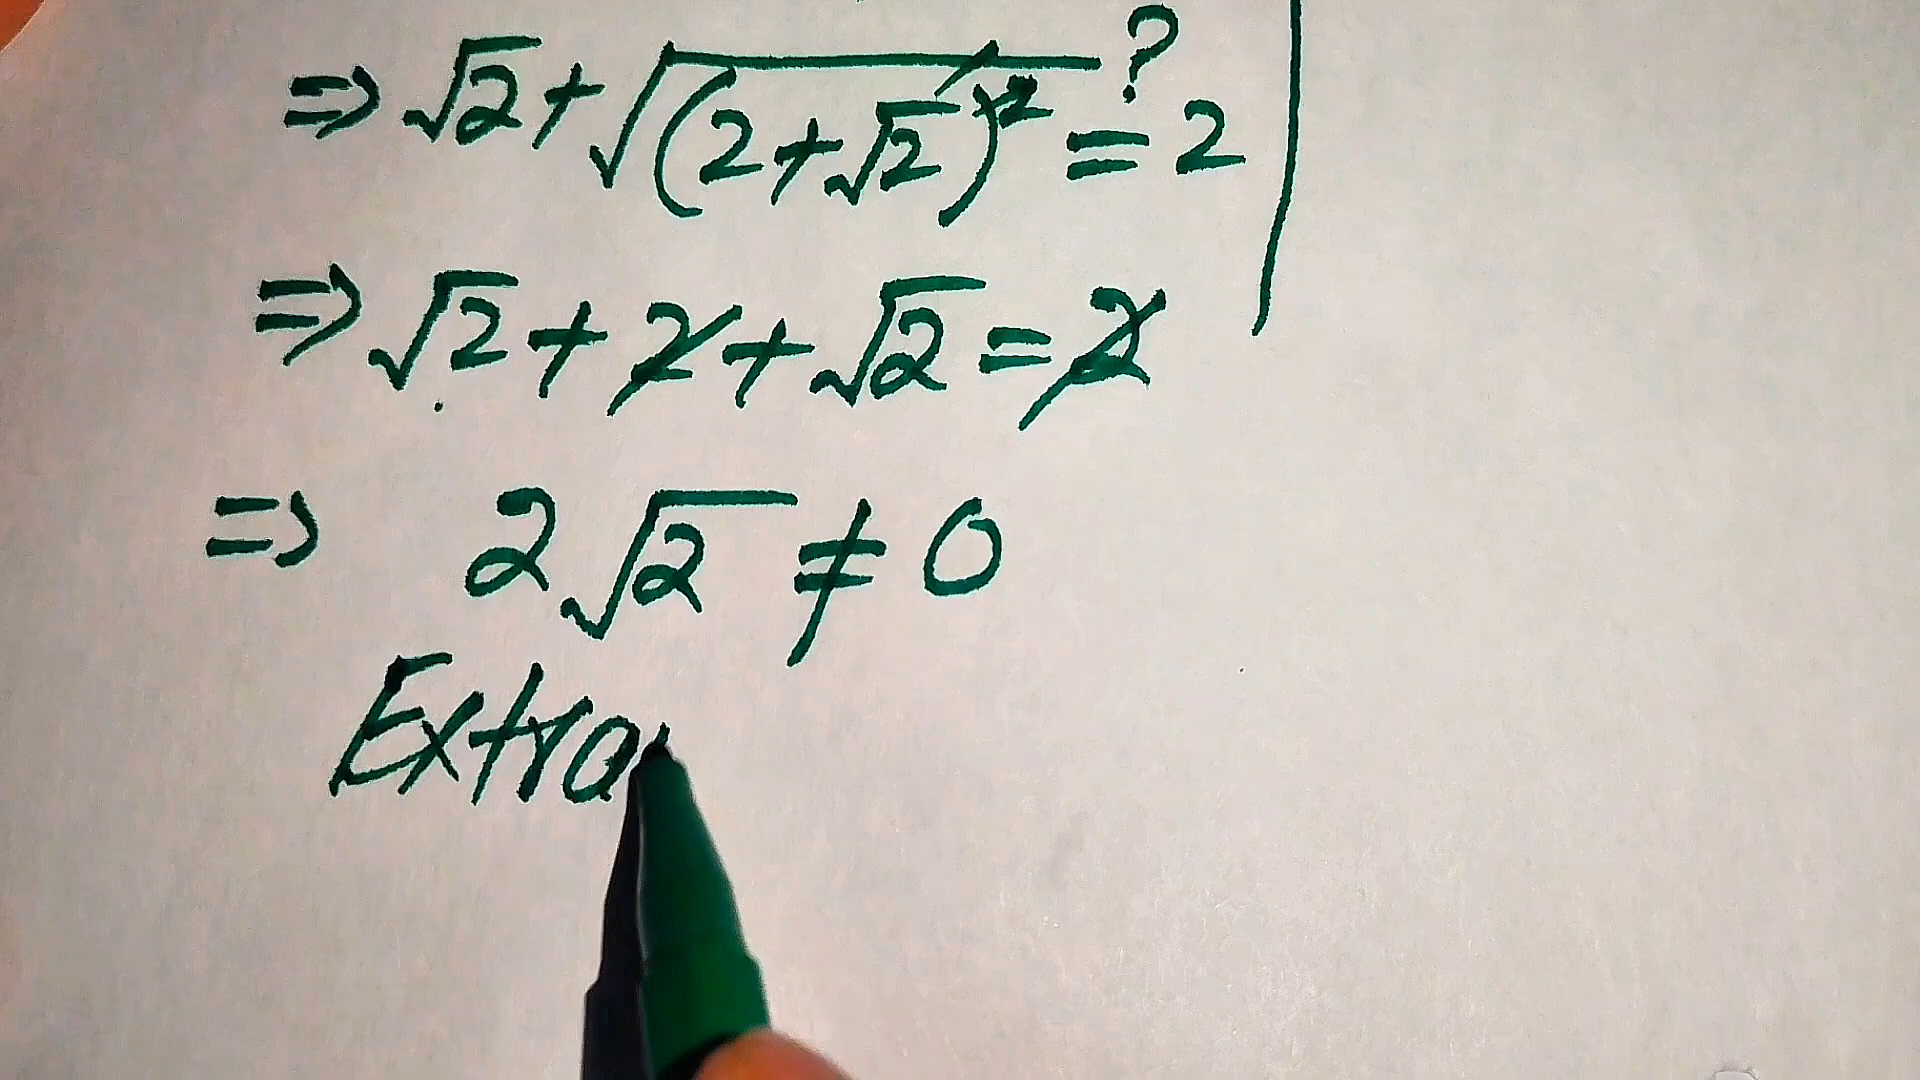 ⇒ √2 + √(2+√2)² ≟ 2
⇒ √2 + 2 + √2 = 2
⇒ 2√2 ≠ 0
Extra